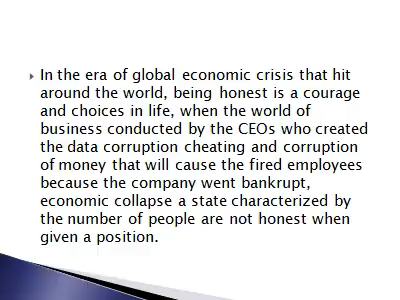 In the era of global economic crisis that hit
around the world, being honest is a courage
and choices in life, when the world of
business conducted by the CEOs who created
the data corruption cheating and corruption
of money that will cause the fired employees
because the company went bankrupt,
economic collapse a state characterized by
the number of people are not honest when
given a position.